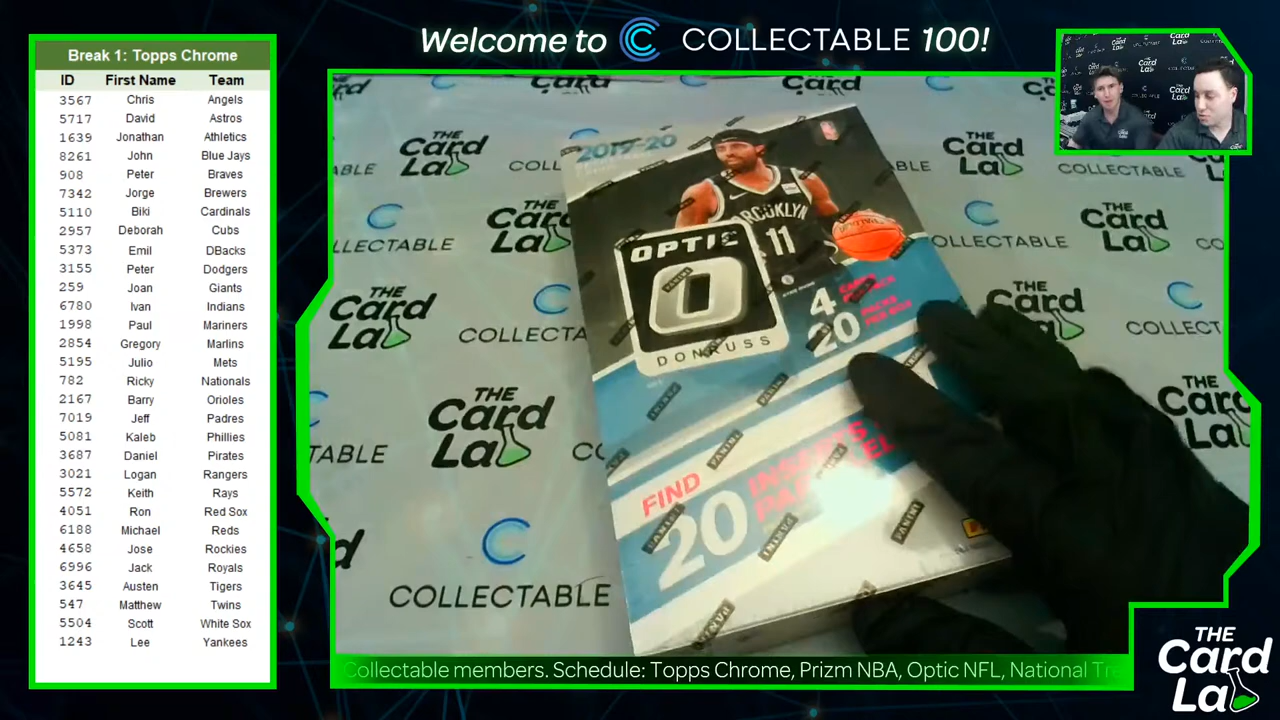 Welcome to COLLECTABLE 100!
Break 1: Topps Chrome
ID First Name Team
3567 Chris Angels
5717 David Astros
1639 Jonathan Athletics
8261 John Blue Jays
908 Peter Braves
7342 Jorge Brewers
5110 Biki Cardinals
2957 Deborah Cubs
5373 Emil DBacks
3155 Peter Dodgers
259 Joan Giants
6780 Ivan Indians
1998 Paul Mariners
2854 Gregory Marlins
5195 Julio Mets
782 Ricky Nationals
2167 Barry Orioles
7019 Jeff Padres
5081 Kaleb Phillies
3687 Daniel Pirates
3021 Logan Rangers
5572 Keith Rays
4051 Ron Red Sox
6188 Michael Reds
4658 Jose Rockies
6996 Jack Royals
3645 Austen Tigers
547 Matthew Twins
5504 Scott White Sox
1243 Lee Yankees
2019-20
BROOKLYN
11
OPTIC
DONRUSS
4
20
FIND
20
THE
Card
Lab
COLLECTABLE
Collectable members. Schedule: Topps Chrome, Prizm NBA, Optic NFL, National Tre
THE
Card
Lab